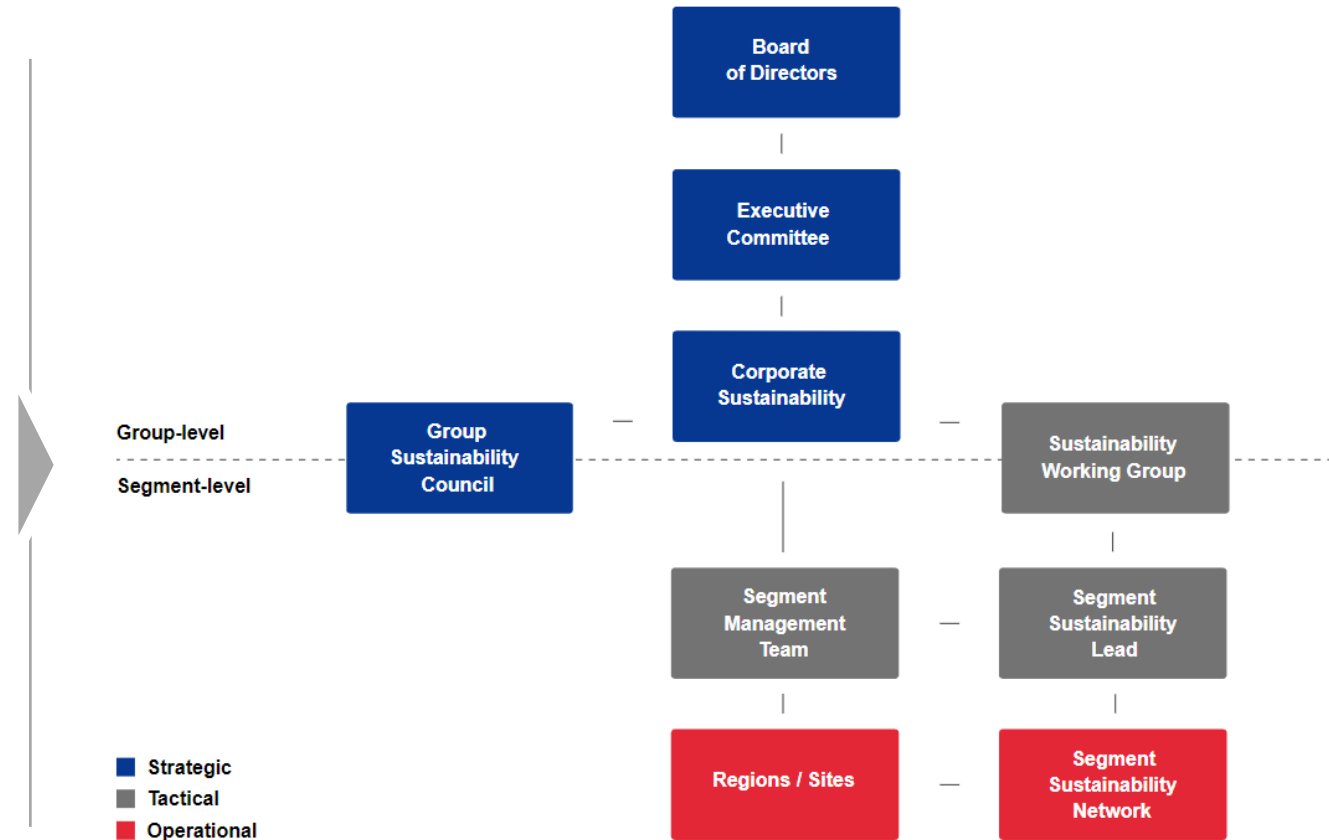 Board
of Directors
Executive
Committee
Corporate
Sustainability
Group-level
Segment-level
Group
Sustainability
Council
Sustainability
Working Group
Segment
Management
Team
Segment
Sustainability
Lead
Regions / Sites
Segment
Sustainability
Network
Strategic
Tactical
Operational